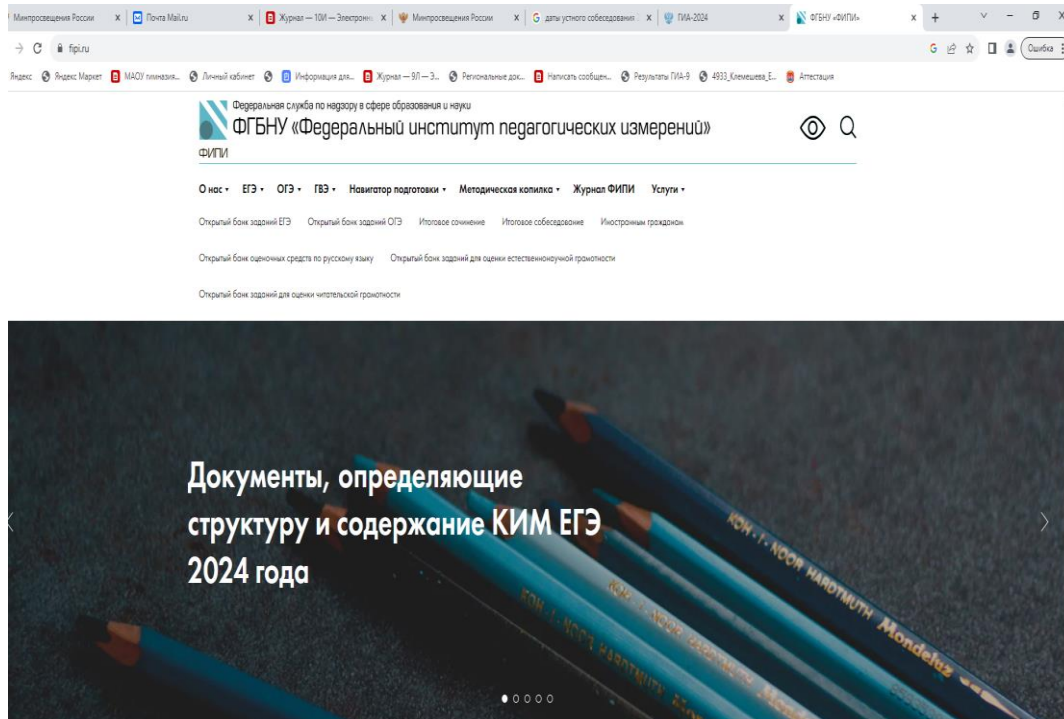 Минпросвещения России
Почта Mail.ru
Журнал — 10И — Электронн
Минпросвещения России
даты устного собеседования
ГИА-2024
ФГБНУ «ФИПИ»
fipi.ru
Ошибка
Яндекс
Яндекс Маркет
МАОУ гимназия...
Личный кабинет
Информация для...
Журнал — 9Л — Э...
Региональные док...
Написать сообщен...
Результаты ГИА-9
4933_Клемешева_Е...
Аттестация
Федеральная служба по надзору в сфере образования и науки
ФГБНУ «Федеральный институт педагогических измерений»
ФИПИ
О нас ЕГЭ ОГЭ ГВЭ Навигатор подготовки Методическая копилка Журнал ФИПИ Услуги
Открытый банк заданий ЕГЭ Открытый банк заданий ОГЭ Итоговое сочинение Итоговое собеседование Иностранным гражданам
Открытый банк оценочных средств по русскому языку Открытый банк заданий для оценки естественнонаучной грамотности
Открытый банк заданий для оценки читательской грамотности
Документы, определяющие
структуру и содержание КИМ ЕГЭ
2024 года
KOH-I-NOOR HARDTMUTH Mondeluz
KOH-I-NOOR HARDTMUTH
KOH-I-NOOR